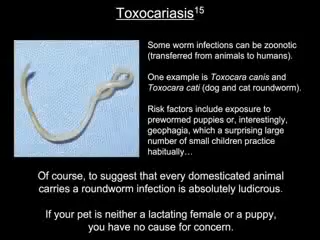 Toxocariasis15
Some worm infections can be zoonotic
(transferred from animals to humans).
One example is Toxocara canis and
Toxocara cati (dog and cat roundworm).
Risk factors include exposure to
prewormed puppies or, interestingly,
geophagia, which a surprising large
number of small children practice
habitually…
Of course, to suggest that every domesticated animal
carries a roundworm infection is absolutely ludicrous.
If your pet is neither a lactating female or a puppy,
you have no cause for concern.